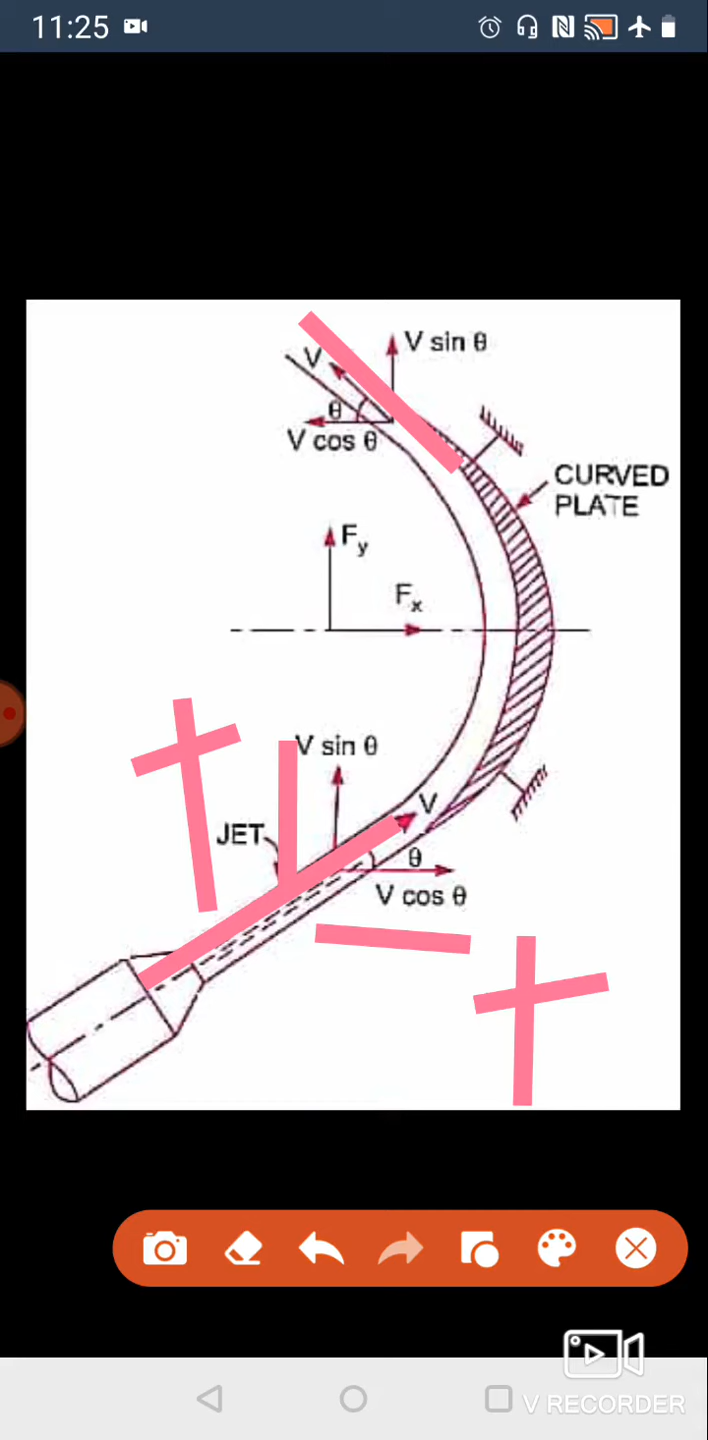 11:25
V sin θ
V
θ
V cos θ
CURVED
PLATE
Fy
Fx
V sin θ
V
JET
θ
V cos θ
V RECORDER